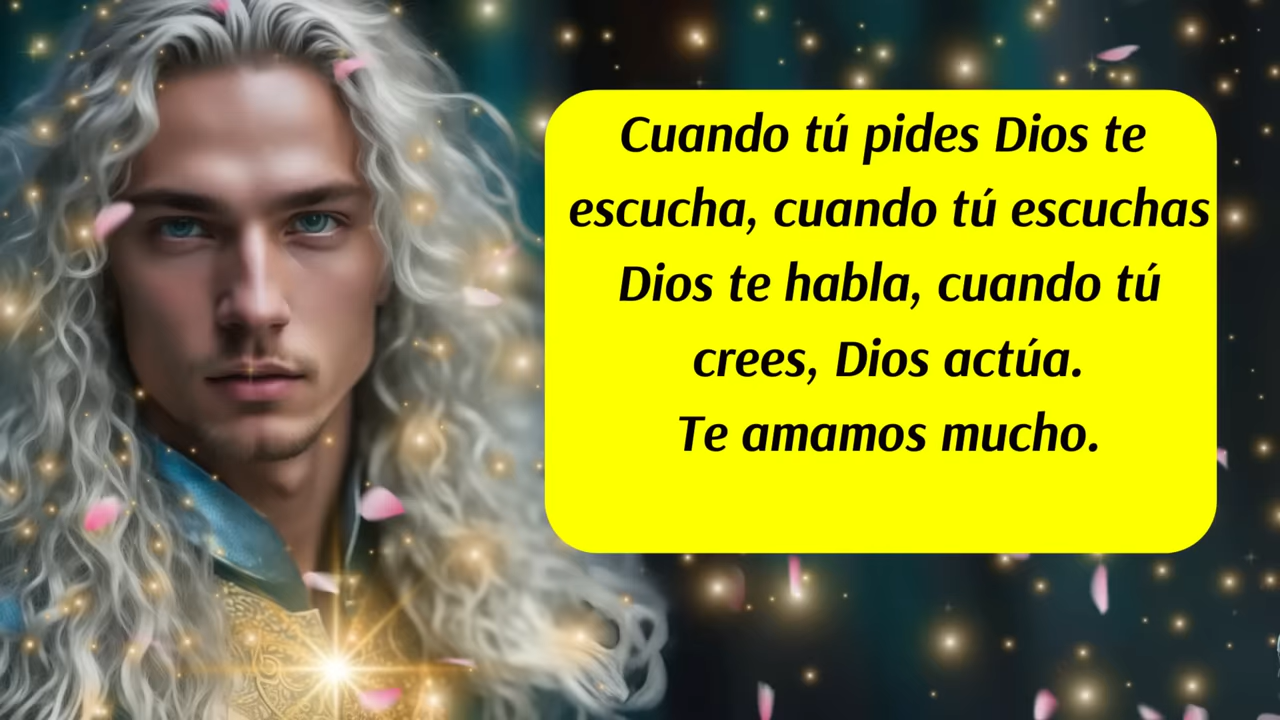 Cuando tú pides Dios te
escucha, cuando tú escuchas
Dios te habla, cuando tú
crees, Dios actúa.
Te amamos mucho.